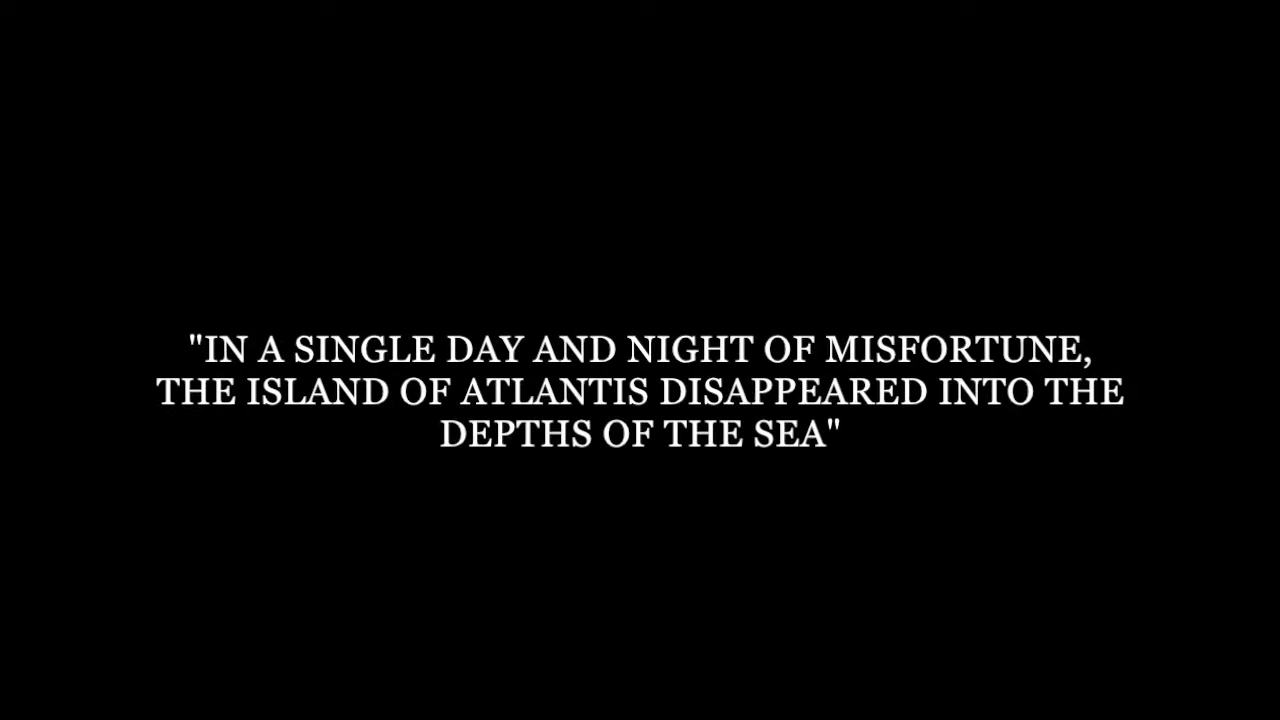 "IN A SINGLE DAY AND NIGHT OF MISFORTUNE,
THE ISLAND OF ATLANTIS DISAPPEARED INTO THE
DEPTHS OF THE SEA"